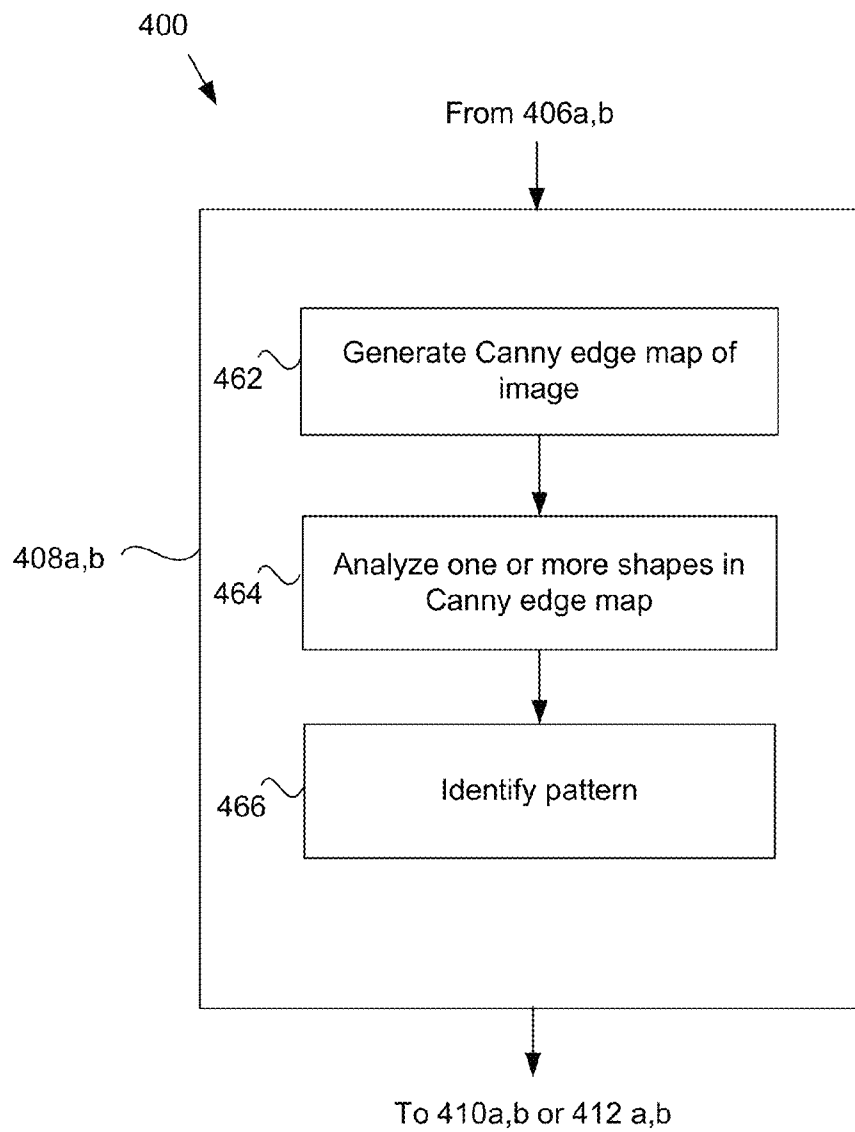 400
From 406a,b
462
Generate Canny edge map of
image
408a,b
464
Analyze one or more shapes in
Canny edge map
466
Identify pattern
To 410a,b or 412 a,b